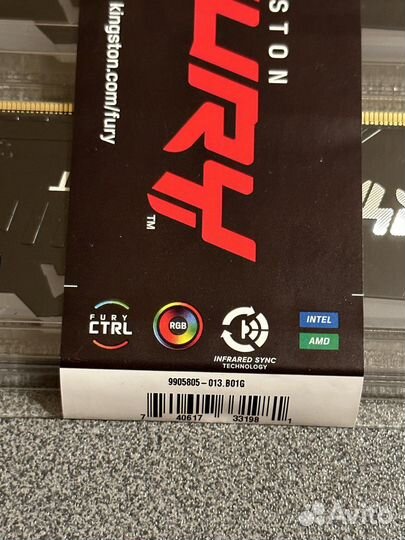 kingston.com/fury
KINGSTON
FURY
TM
FURY
CTRL
RGB
INFRARED SYNC
TECHNOLOGY
INTEL
AMD
9905805-013.B01G
7 40617 33198 1
Avito